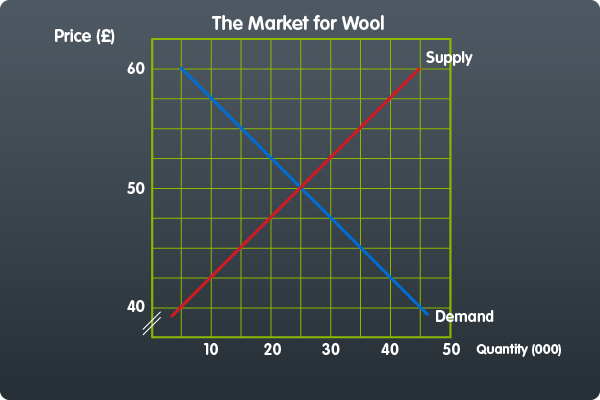 The Market for Wool
Price (£)
Supply
60
50
40
Demand
10 20 30 40 50 Quantity (000)